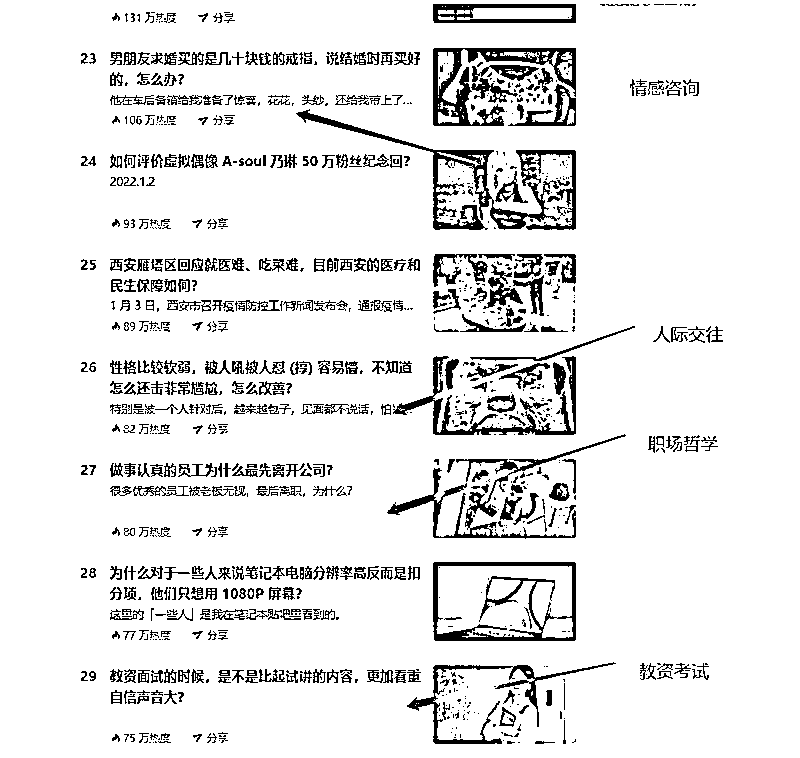 131 万热度 分享
23 男朋友求婚买的是几十块钱的戒指，说结婚时再买好
的，怎么办？
他在车后备箱给我准备了惊喜，花花，头纱，还给我带上了...
106 万热度 分享
情感咨询
24 如何评价虚拟偶像 A-soul 乃琳 50 万粉丝纪念回？
2022.1.2
93 万热度 分享
25 西安雁塔区回应就医难、吃菜难，目前西安的医疗和
民生保障如何？
1 月 3 日，西安市召开疫情防控工作新闻发布会，通报疫情...
89 万热度 分享
人际交往
26 性格比较软弱，被人吼被人怼 (撑) 容易懵，不知道
怎么还击非常尴尬，怎么改善？
特别是被一个人针对后，越来越包子，见面都不说话，怕
82 万热度 分享
职场哲学
27 做事认真的员工为什么最先离开公司？
很多优秀的员工被老板无视，最后离职，为什么？
80 万热度 分享
28 为什么对于一些人来说笔记本电脑分辨率高反而是扣
分项，他们只想用 1080P 屏幕？
这里的「一些人」是我在笔记本贴吧里看到的。
77 万热度 分享
教资考试
29 教资面试的时候，是不是比起试讲的内容，更加看重
自信声音大？
75 万热度 分享